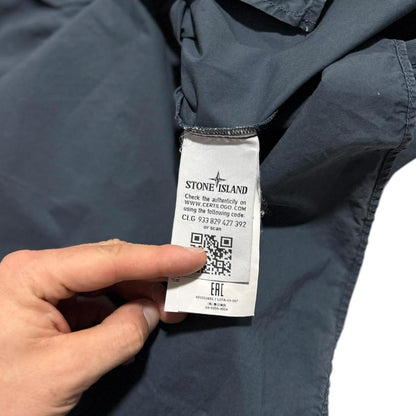 STONE ISLAND
Check the authenticity on
WWW.CERTILOGO.COM
using the following code:
CLG 933 829 427 392
or scan
EAC